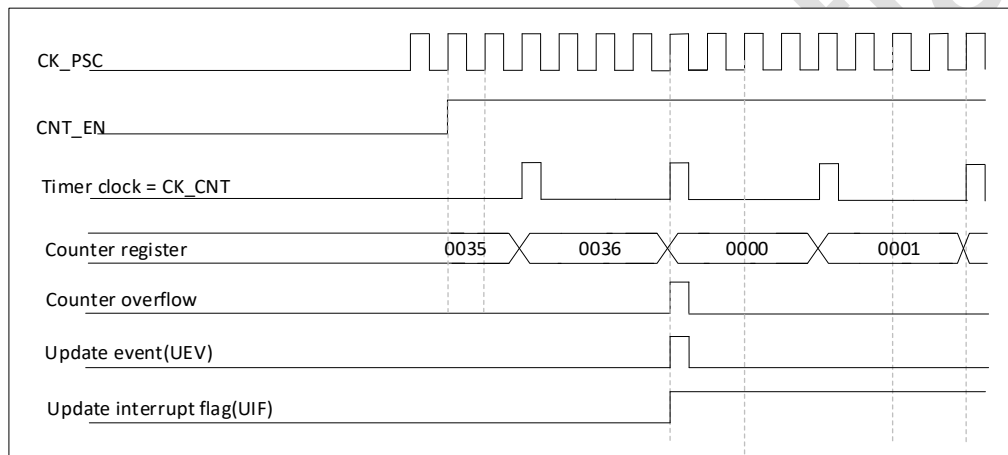 CK_PSC
CNT_EN
Timer clock = CK_CNT
Counter register 0035 0036 0000 0001
Counter overflow
Update event(UEV)
Update interrupt flag(UIF)